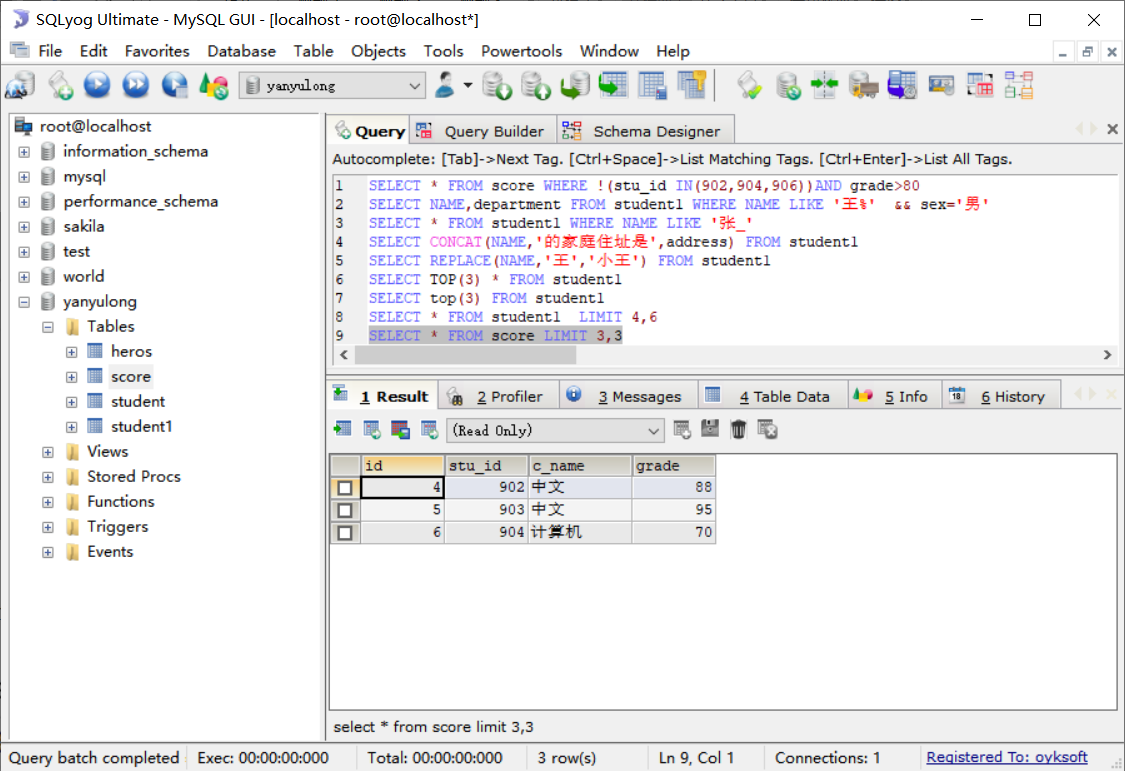 SQLyog Ultimate - MySQL GUI - [localhost - root@localhost*]
File Edit Favorites Database Table Objects Tools Powertools Window Help
yanyulong
root@localhost
information_schema
mysql
performance_schema
sakila
test
world
yanyulong
Tables
heros
score
student
student1
Views
Stored Procs
Functions
Triggers
Events
Query Query Builder Schema Designer
Autocomplete: [Tab]->Next Tag. [Ctrl+Space]->List Matching Tags. [Ctrl+Enter]->List All Tags.
1 SELECT * FROM score WHERE !(stu_id IN(902,904,906))AND grade>80
2 SELECT NAME,department FROM student1 WHERE NAME LIKE '王%' && sex='男'
3 SELECT * FROM student1 WHERE NAME LIKE '张_'
4 SELECT CONCAT(NAME,'的家庭住址是',address) FROM student1
5 SELECT REPLACE(NAME,'王','小王') FROM student1
6 SELECT TOP(3) * FROM student1
7 SELECT top(3) FROM student1
8 SELECT * FROM student1 LIMIT 4,6
9 SELECT * FROM score LIMIT 3,3
1 Result 2 Profiler 3 Messages 4 Table Data 5 Info 18 6 History
(Read Only)
id stu_id c_name grade
4 902 中文 88
5 903 中文 95
6 904 计算机 70
select * from score limit 3,3
Query batch completed Exec: 00:00:00:000 Total: 00:00:00:000 3 row(s) Ln 9, Col 1 Connections: 1 Registered To: oyksoft